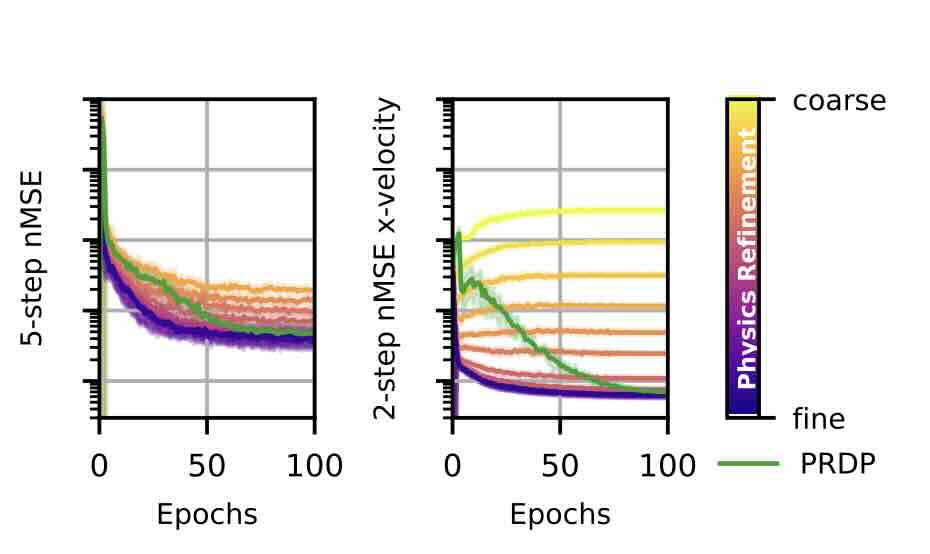 5-step nMSE
0 50 100
Epochs
2-step nMSE x-velocity
0 50 100
Epochs
coarse
Physics Refinement
fine
PRDP